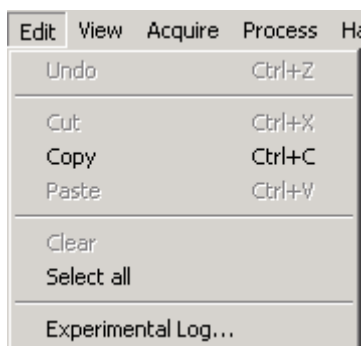 Edit View Acquire Process Ha
Undo Ctrl+Z
Cut Ctrl+X
Copy Ctrl+C
Paste Ctrl+V
Clear
Select all
Experimental Log...